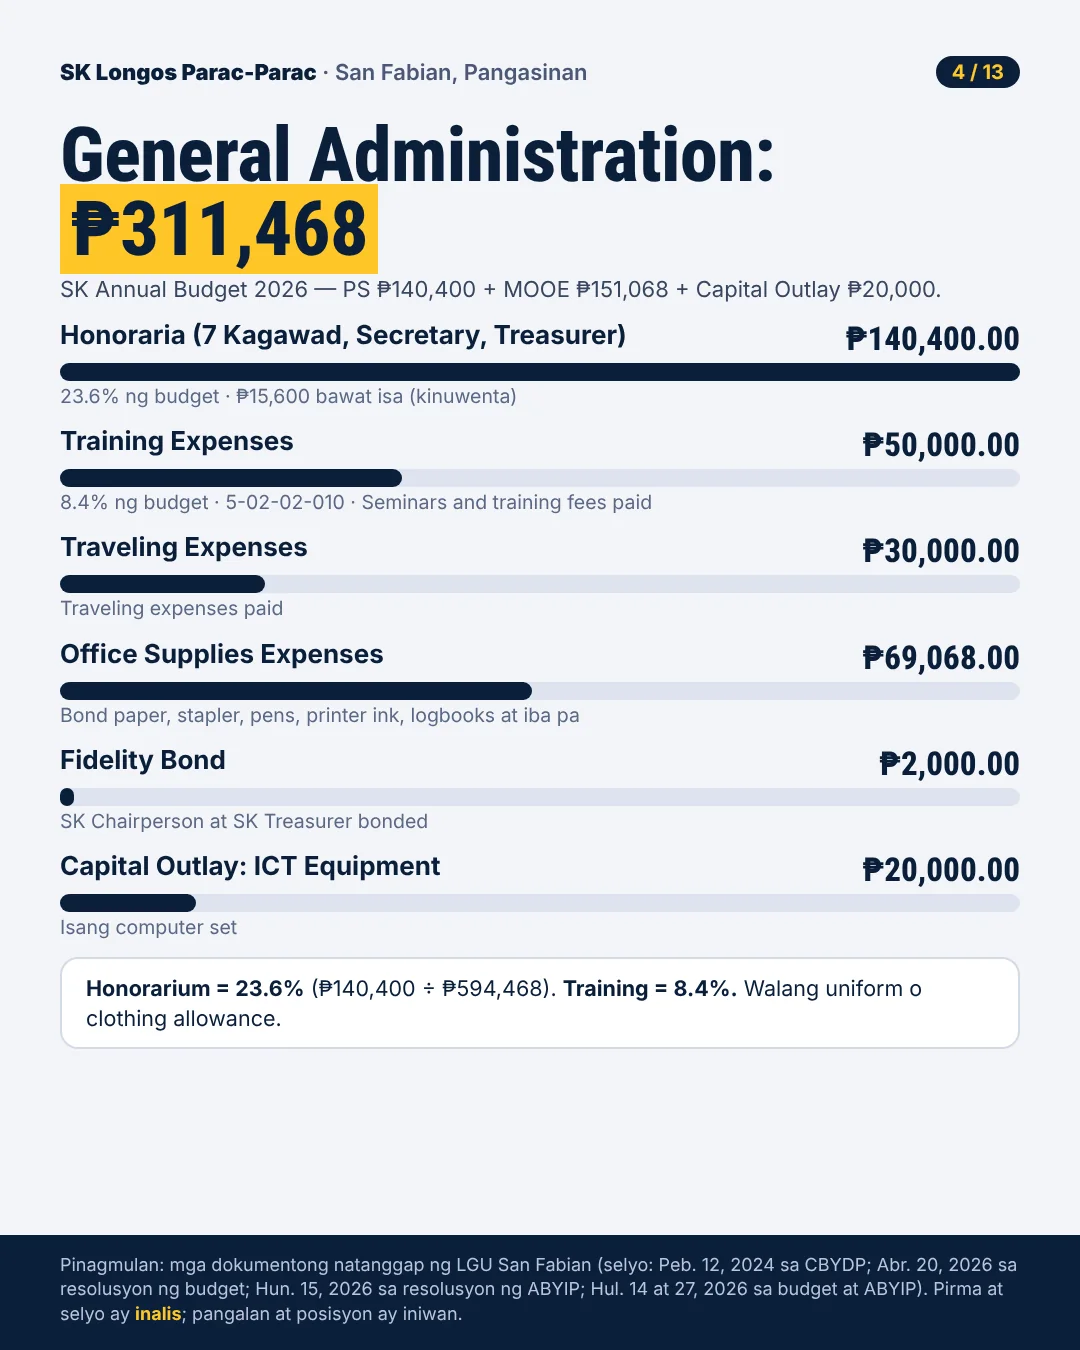 SK Longos Parac-Parac · San Fabian, Pangasinan
4 / 13
General Administration:
₱311,468
SK Annual Budget 2026 — PS ₱140,400 + MOOE ₱151,068 + Capital Outlay ₱20,000.
Honoraria (7 Kagawad, Secretary, Treasurer) ₱140,400.00
23.6% ng budget · ₱15,600 bawat isa (kinuwenta)
Training Expenses ₱50,000.00
8.4% ng budget · 5-02-02-010 · Seminars and training fees paid
Traveling Expenses ₱30,000.00
Traveling expenses paid
Office Supplies Expenses ₱69,068.00
Bond paper, stapler, pens, printer ink, logbooks at iba pa
Fidelity Bond ₱2,000.00
SK Chairperson at SK Treasurer bonded
Capital Outlay: ICT Equipment ₱20,000.00
Isang computer set
Honorarium = 23.6% (₱140,400 ÷ ₱594,468). Training = 8.4%. Walang uniform o
clothing allowance.
Pinagmulan: mga dokumentong natanggap ng LGU San Fabian (selyo: Peb. 12, 2024 sa CBYDP; Abr. 20, 2026 sa
resolusyon ng budget; Hun. 15, 2026 sa resolusyon ng ABYIP; Hul. 14 at 27, 2026 sa budget at ABYIP). Pirma at
selyo ay inalis; pangalan at posisyon ay iniwan.